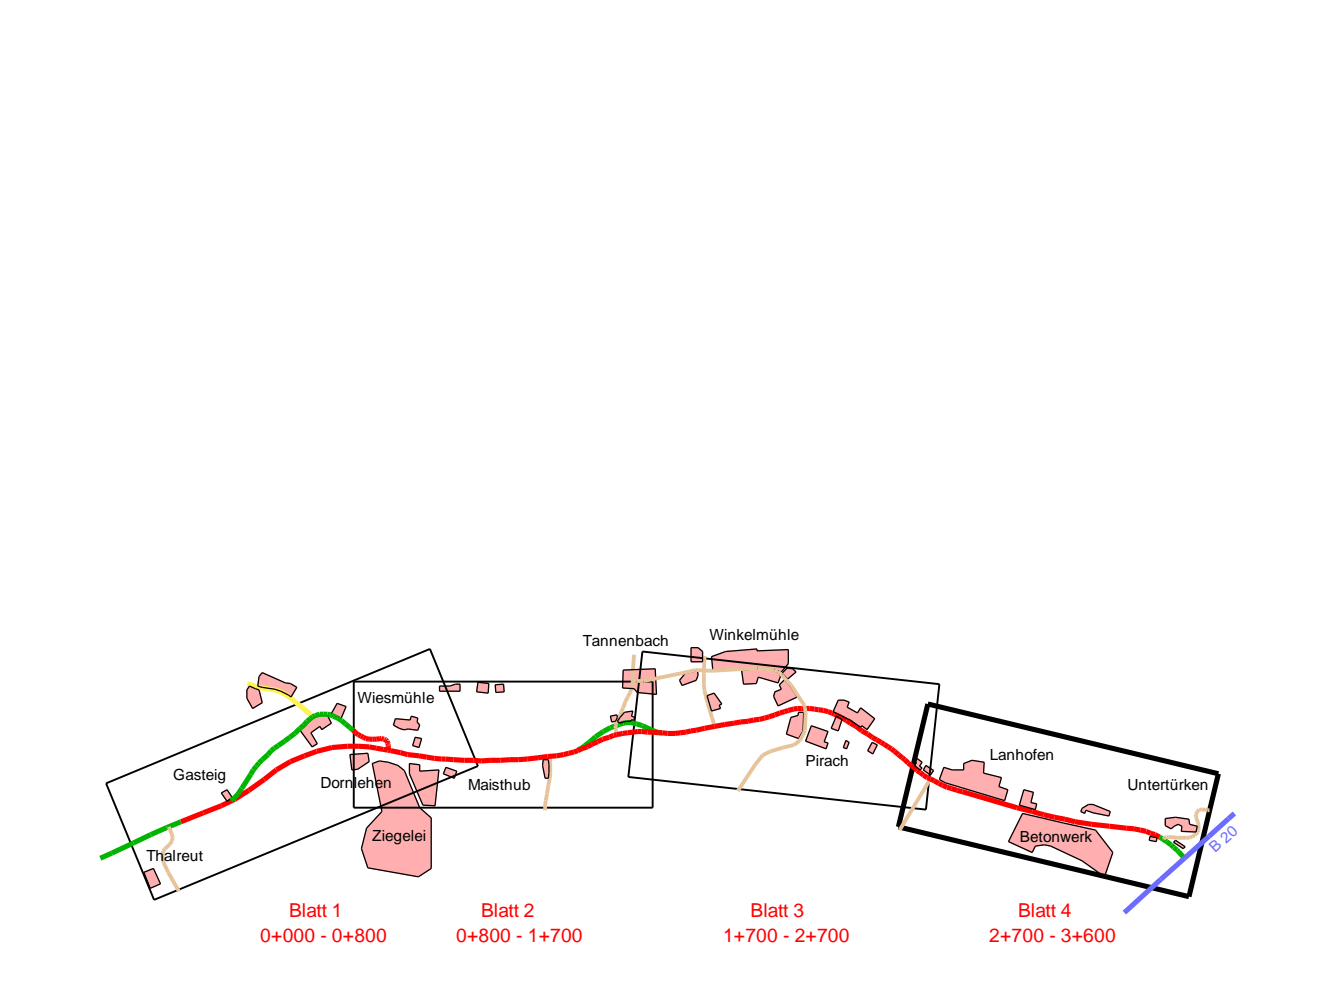 Tannenbach
Winkelmühle
Wiesmühle
Gasteig
Dornlehen
Maisthub
Pirach
Lanhofen
Untertürken
Thalreut
Ziegelei
Betonwerk
B 20
Blatt 1
0+000 - 0+800
Blatt 2
0+800 - 1+700
Blatt 3
1+700 - 2+700
Blatt 4
2+700 - 3+600